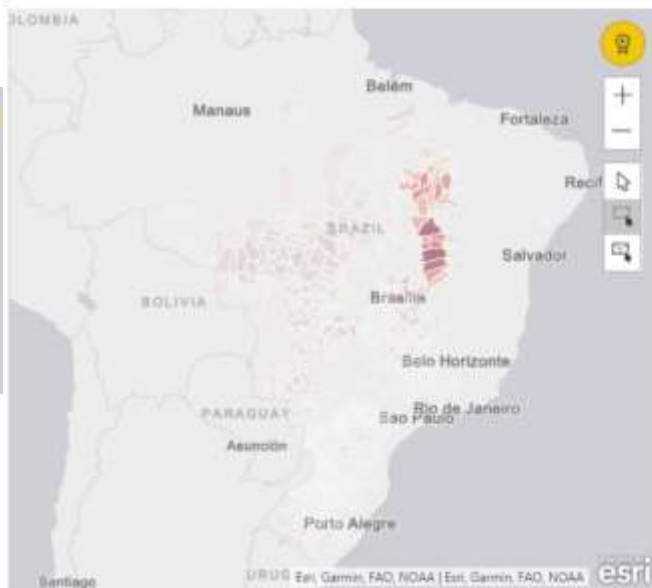 OLOMBIA
Belém
Manaus
Fortaleza
Recif
BRAZIL
Salvador
Brasília
BOLIVIA
Belo Horizonte
PARAGUAY
Rio de Janeiro
Sao Paulo
Asunción
Porto Alegre
Santiago
URUG
Esri, Garmin, FAO, NOAA | Esri, Garmin, FAO, NOAA
esri